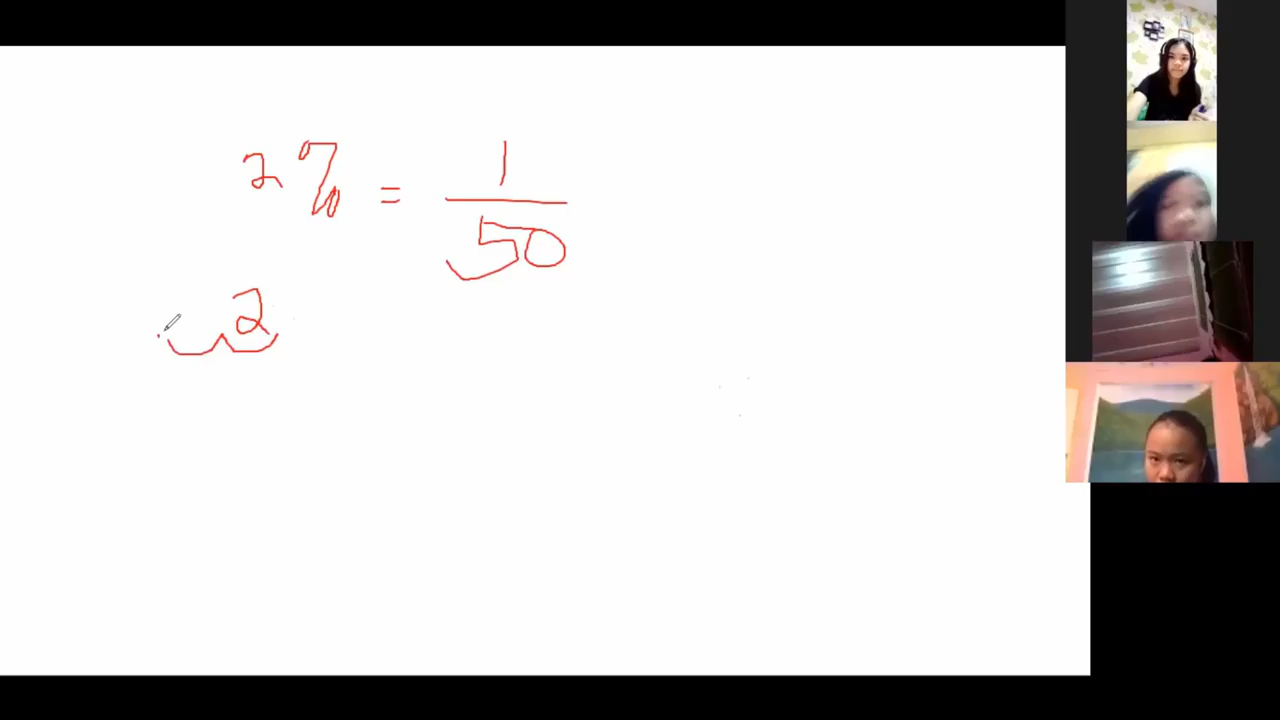 2% = 1/50
.2